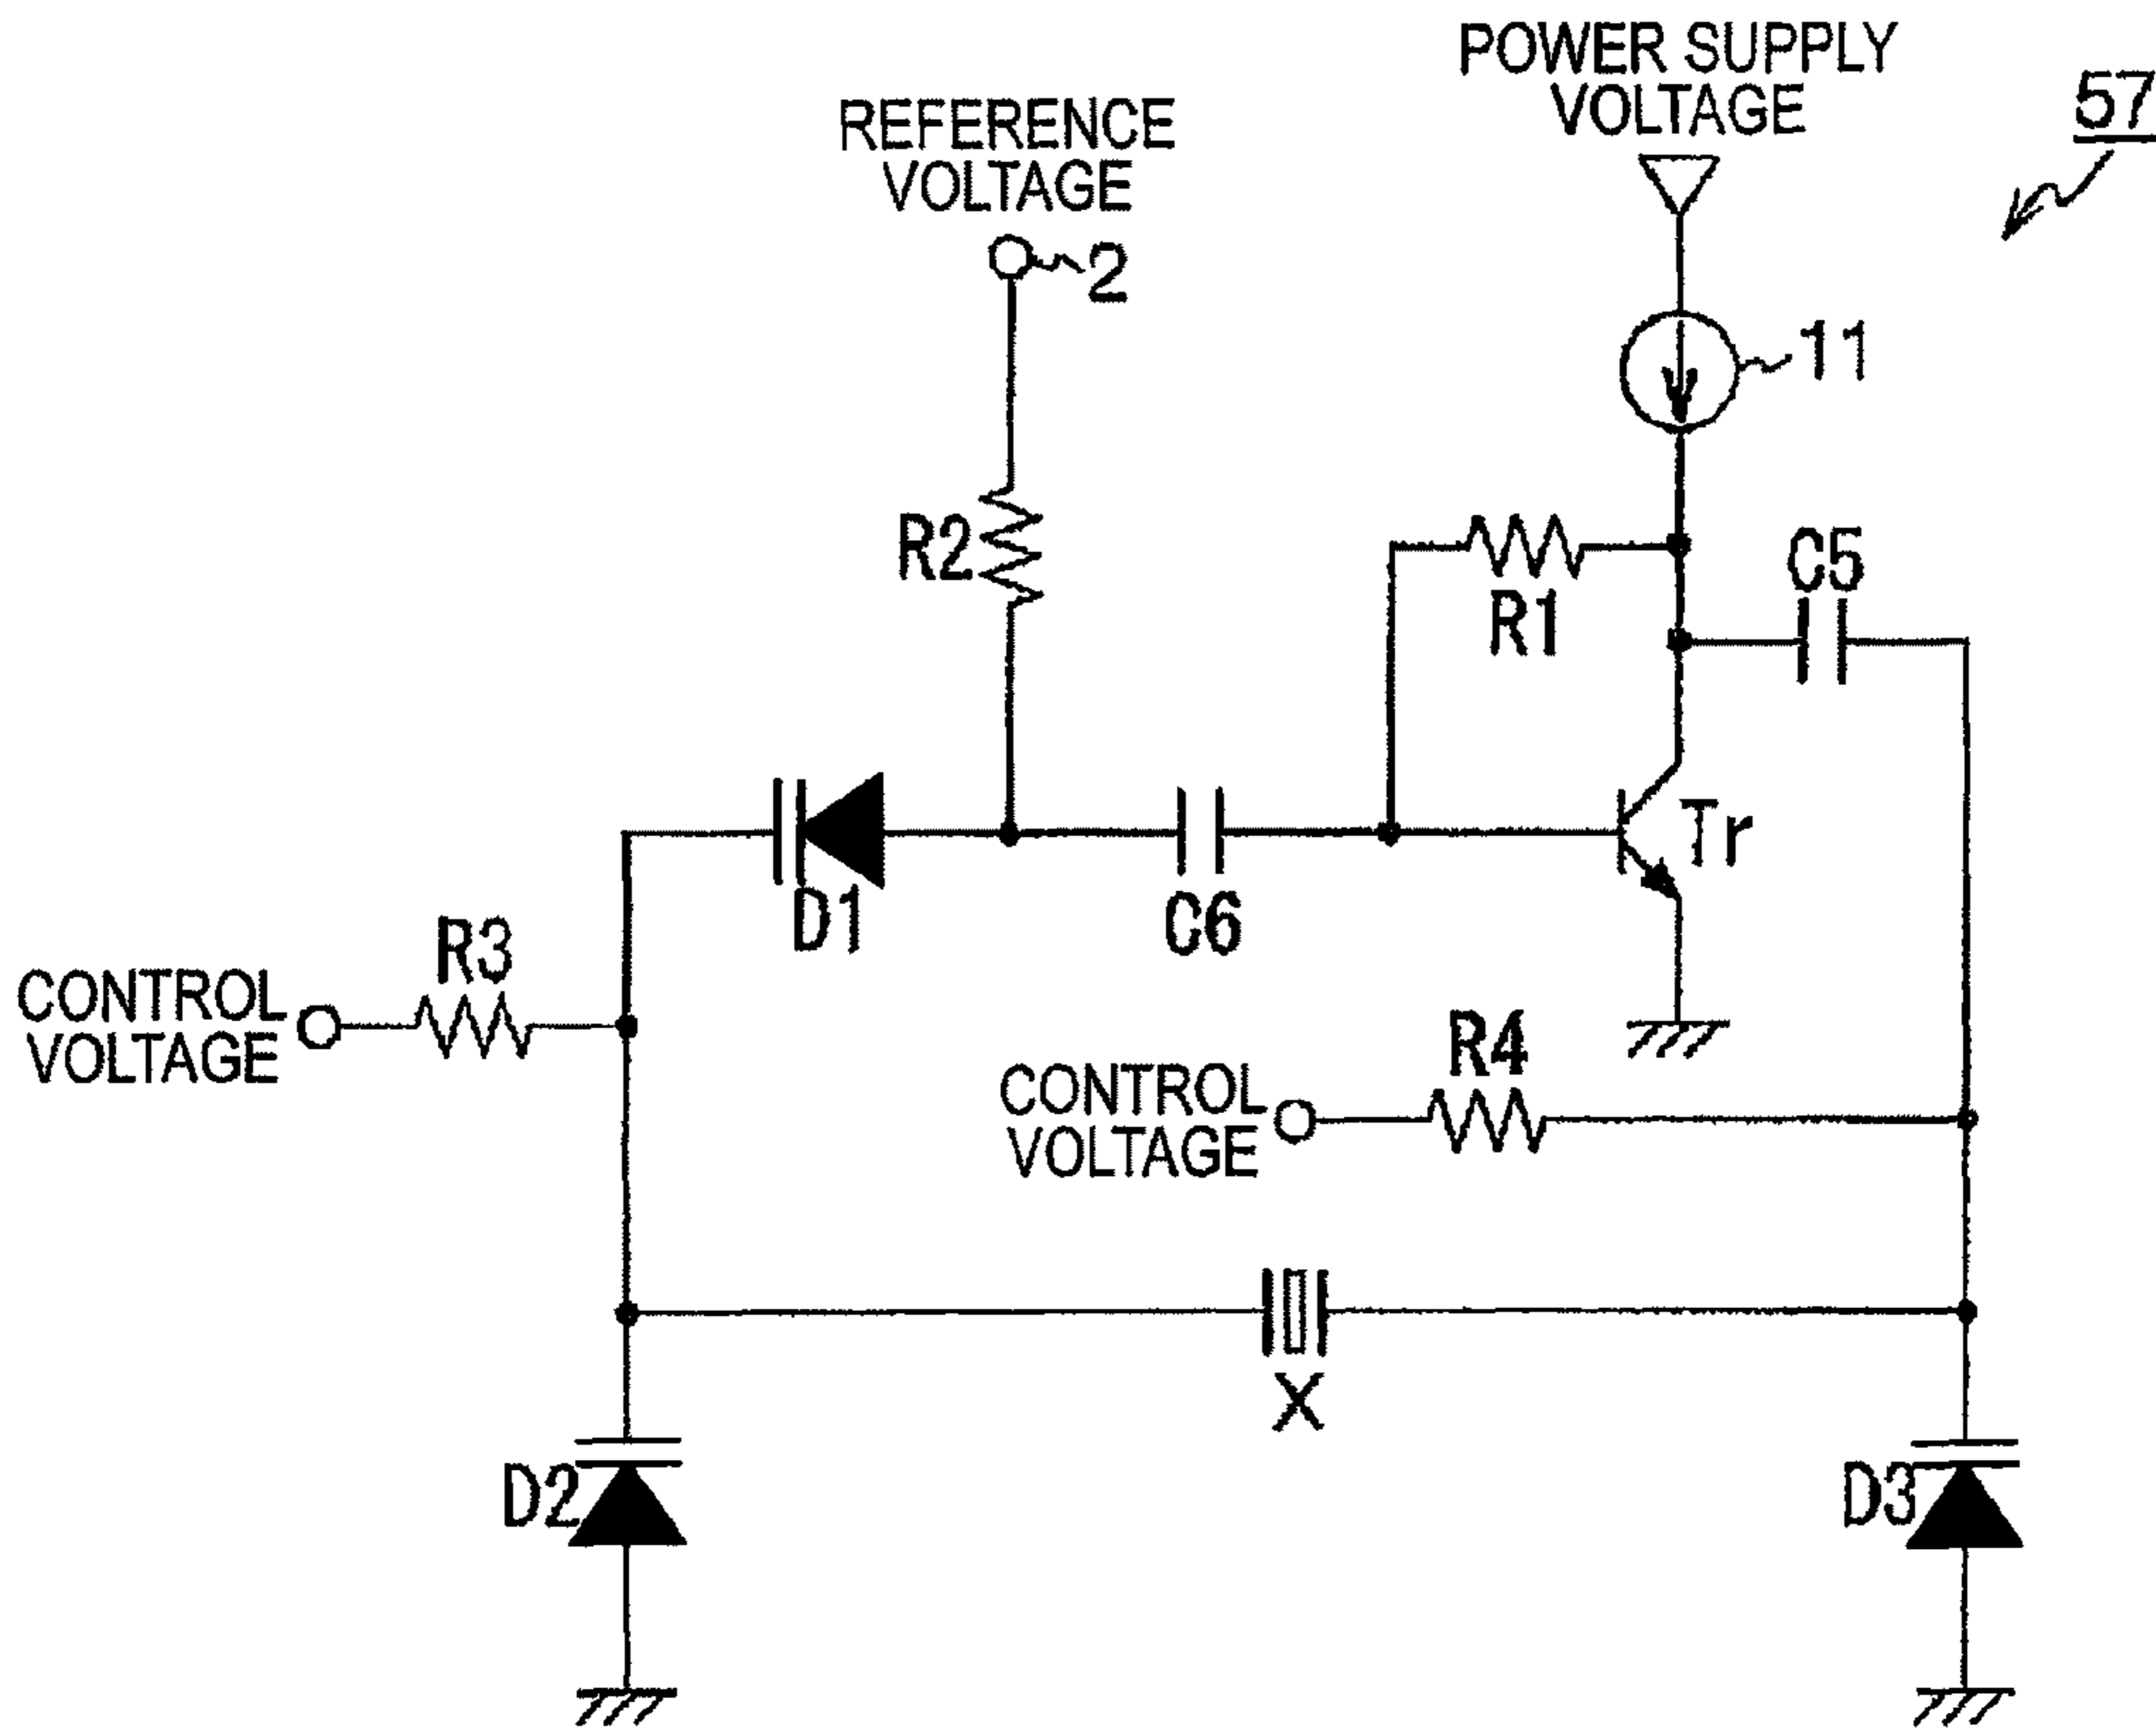 POWER SUPPLY
VOLTAGE
57
REFERENCE
VOLTAGE
2
11
R2
R1
C5
Tr
D1
C6
R3
CONTROL
VOLTAGE
R4
CONTROL
VOLTAGE
X
D2
D3